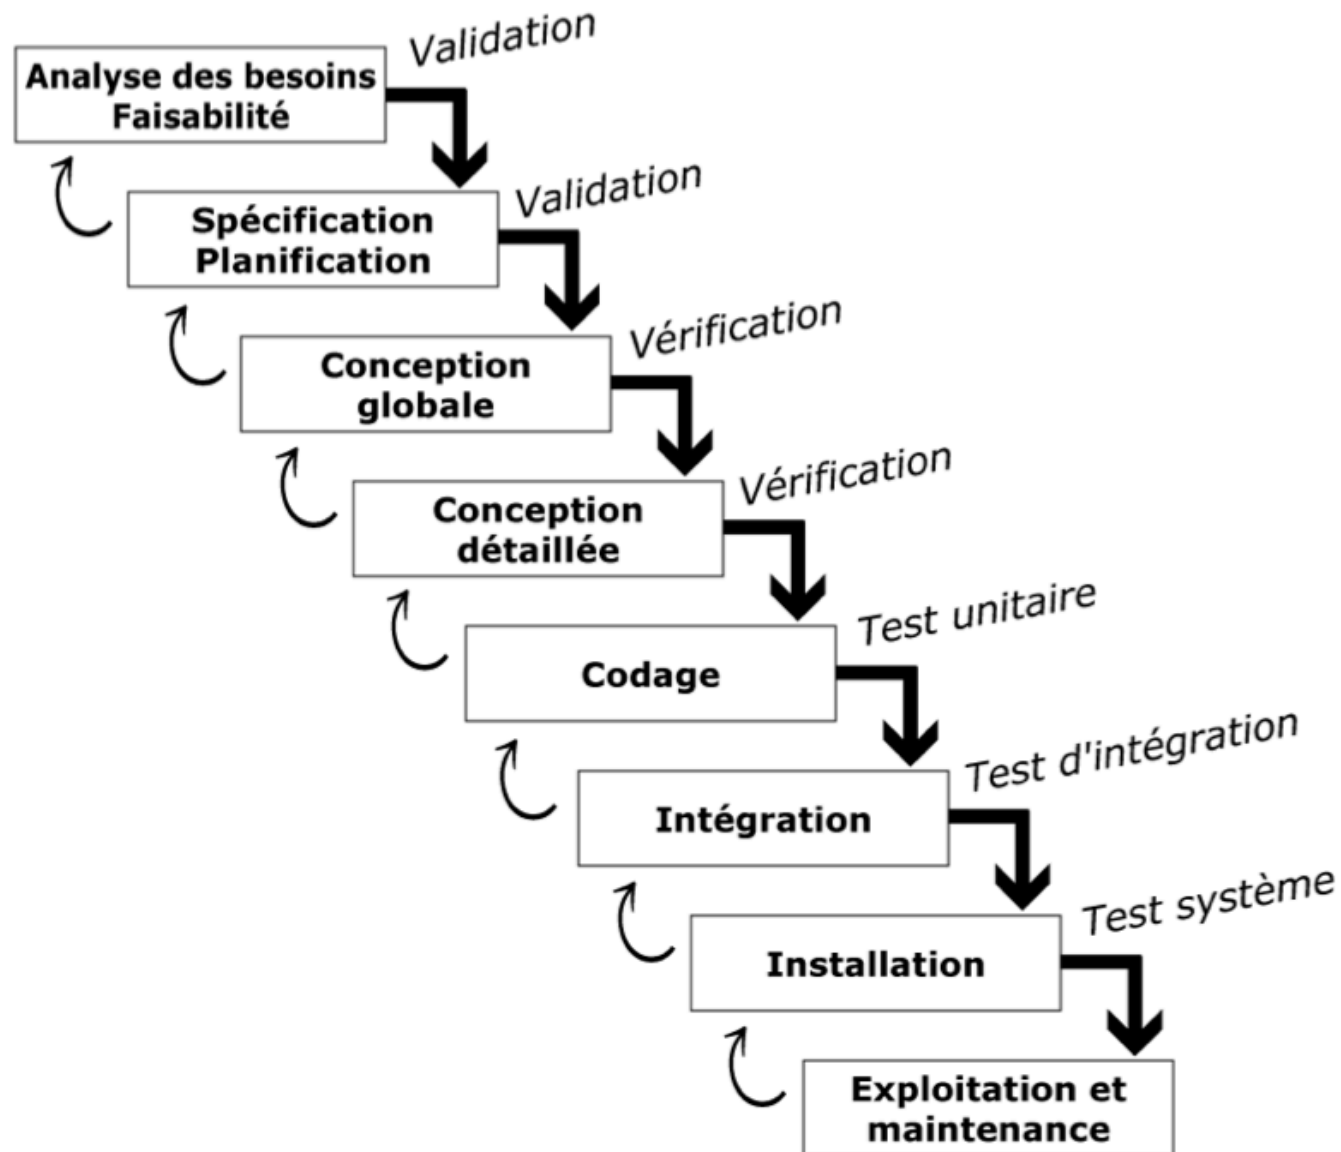 Validation
Analyse des besoins
Faisabilité
Validation
Spécification
Planification
Vérification
Conception
globale
Vérification
Conception
détaillée
Test unitaire
Codage
Test d'intégration
Intégration
Test système
Installation
Exploitation et
maintenance